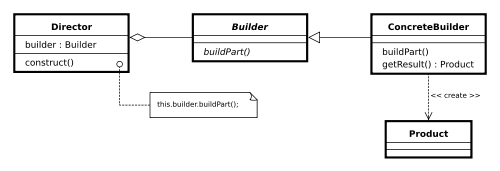 Director
builder : Builder
construct()
this.builder.buildPart();
Builder
buildPart()
ConcreteBuilder
buildPart()
getResult() : Product
<< create >>
Product